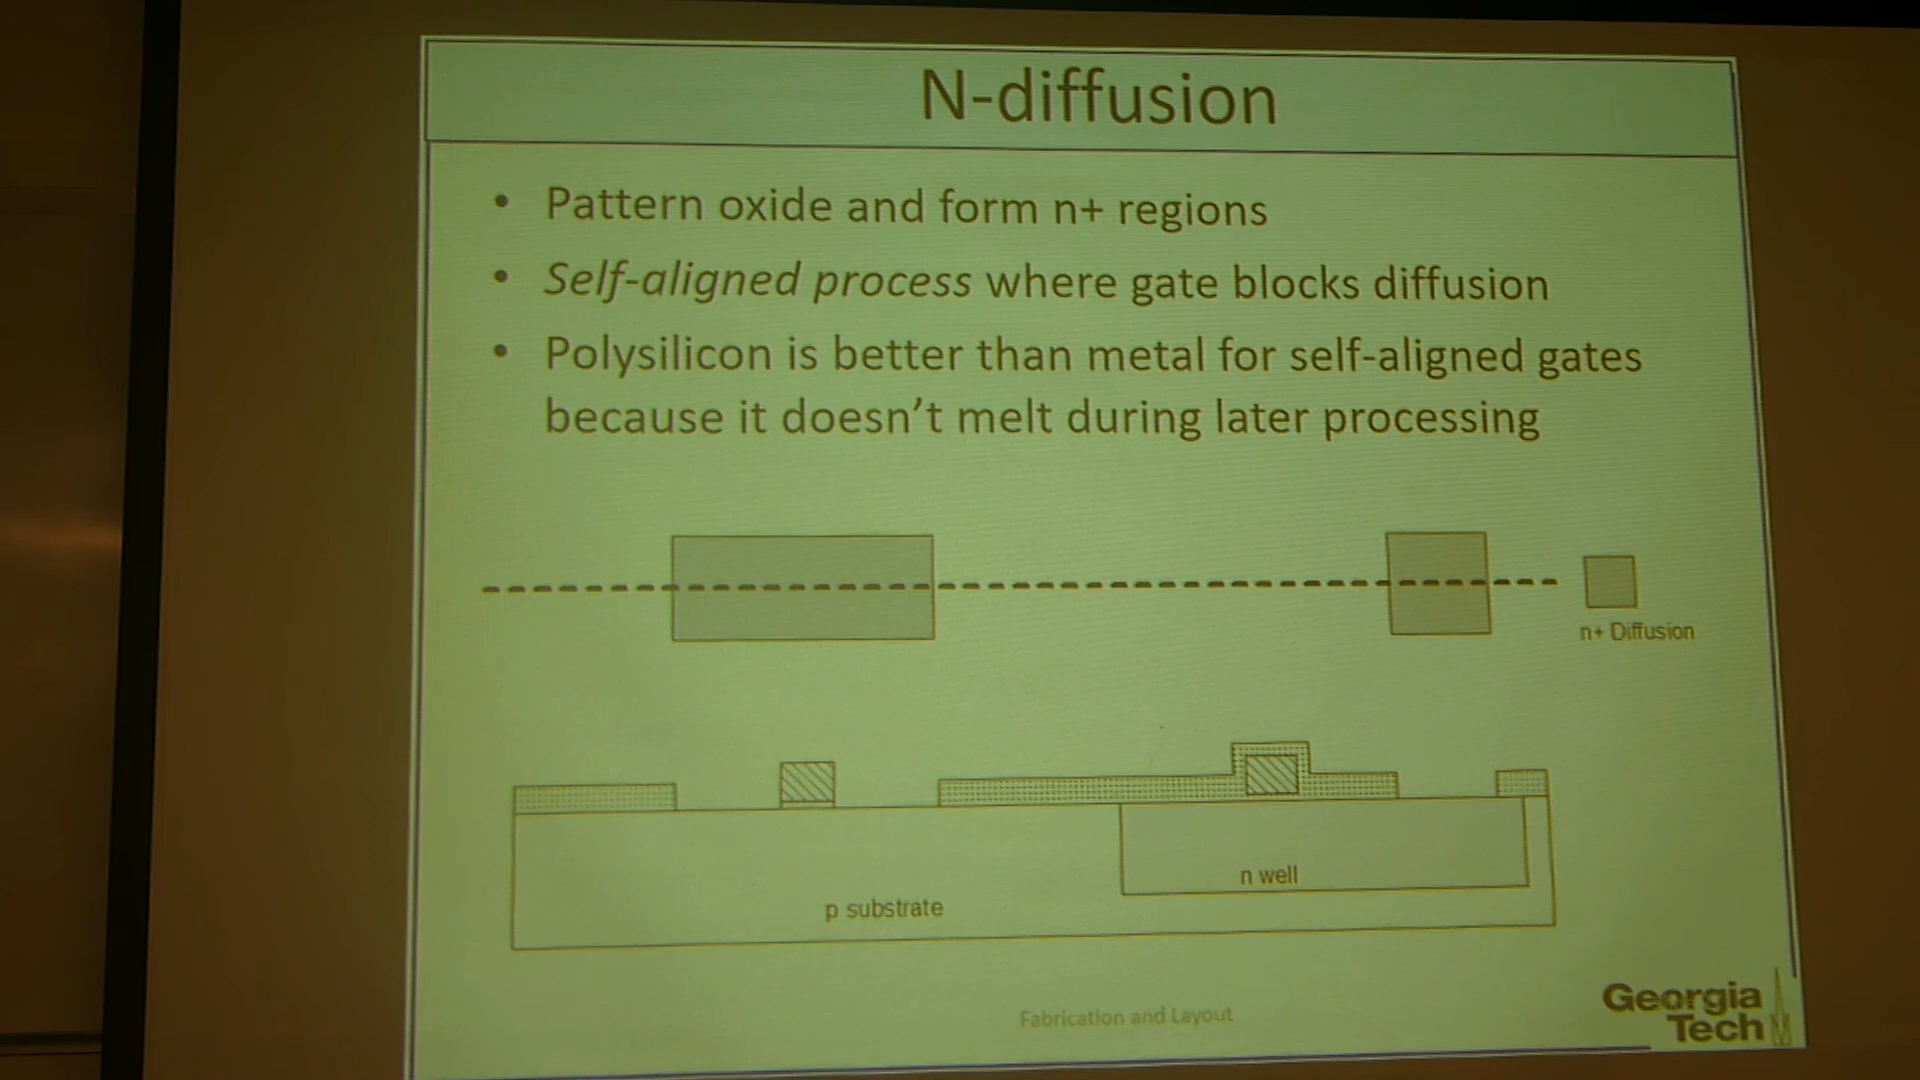 N-diffusion
• Pattern oxide and form n+ regions
• Self-aligned process where gate blocks diffusion
• Polysilicon is better than metal for self-aligned gates
because it doesn't melt during later processing
n+ Diffusion
n well
p substrate
Fabrication and Layout
Georgia
Tech